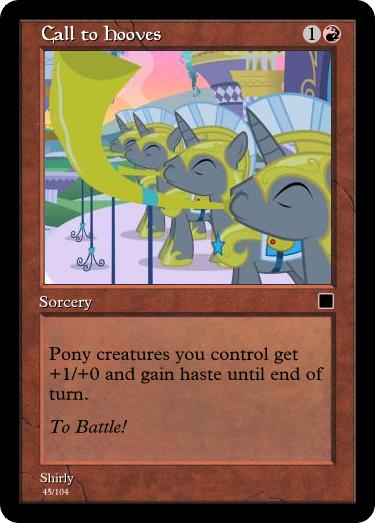 Call to Hooves 1
Sorcery
Pony creatures you control get
+1/+0 and gain haste until end of
turn.
To Battle!
Shirly
45/104